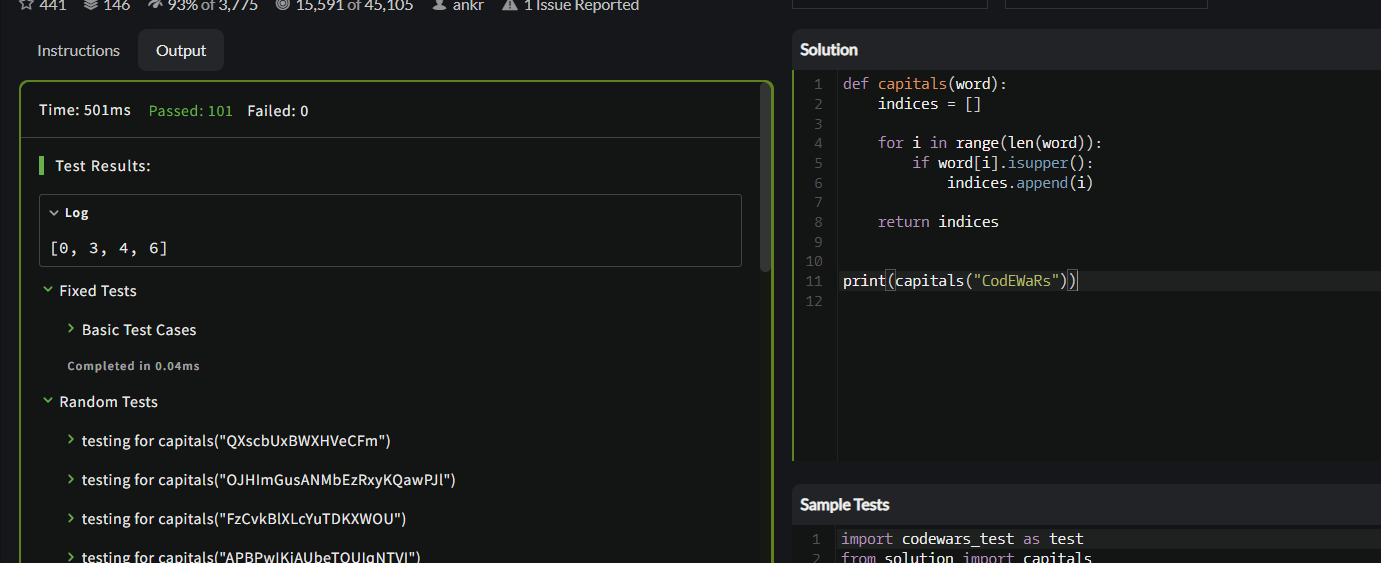 441 146 93% of 3,775 15,591 of 45,105 ankr 1 Issue Reported
Instructions Output
Time: 501ms Passed: 101 Failed: 0
Test Results:
Log
[0, 3, 4, 6]
Fixed Tests
Basic Test Cases
Completed in 0.04ms
Random Tests
testing for capitals("QXscbUxBWXHVeCFm")
testing for capitals("OJHImGusANMbEzRxyKQawPJl")
testing for capitals("FzCvkBlXLcYuTDKXWOU")
Solution
1 def capitals(word):
2 indices = []
3
4 for i in range(len(word)):
5 if word[i].isupper():
6 indices.append(i)
7
8 return indices
9
10
11 print(capitals("CodEWaRs"))
12
Sample Tests
1 import codewars_test as test
2 from solution import capitals